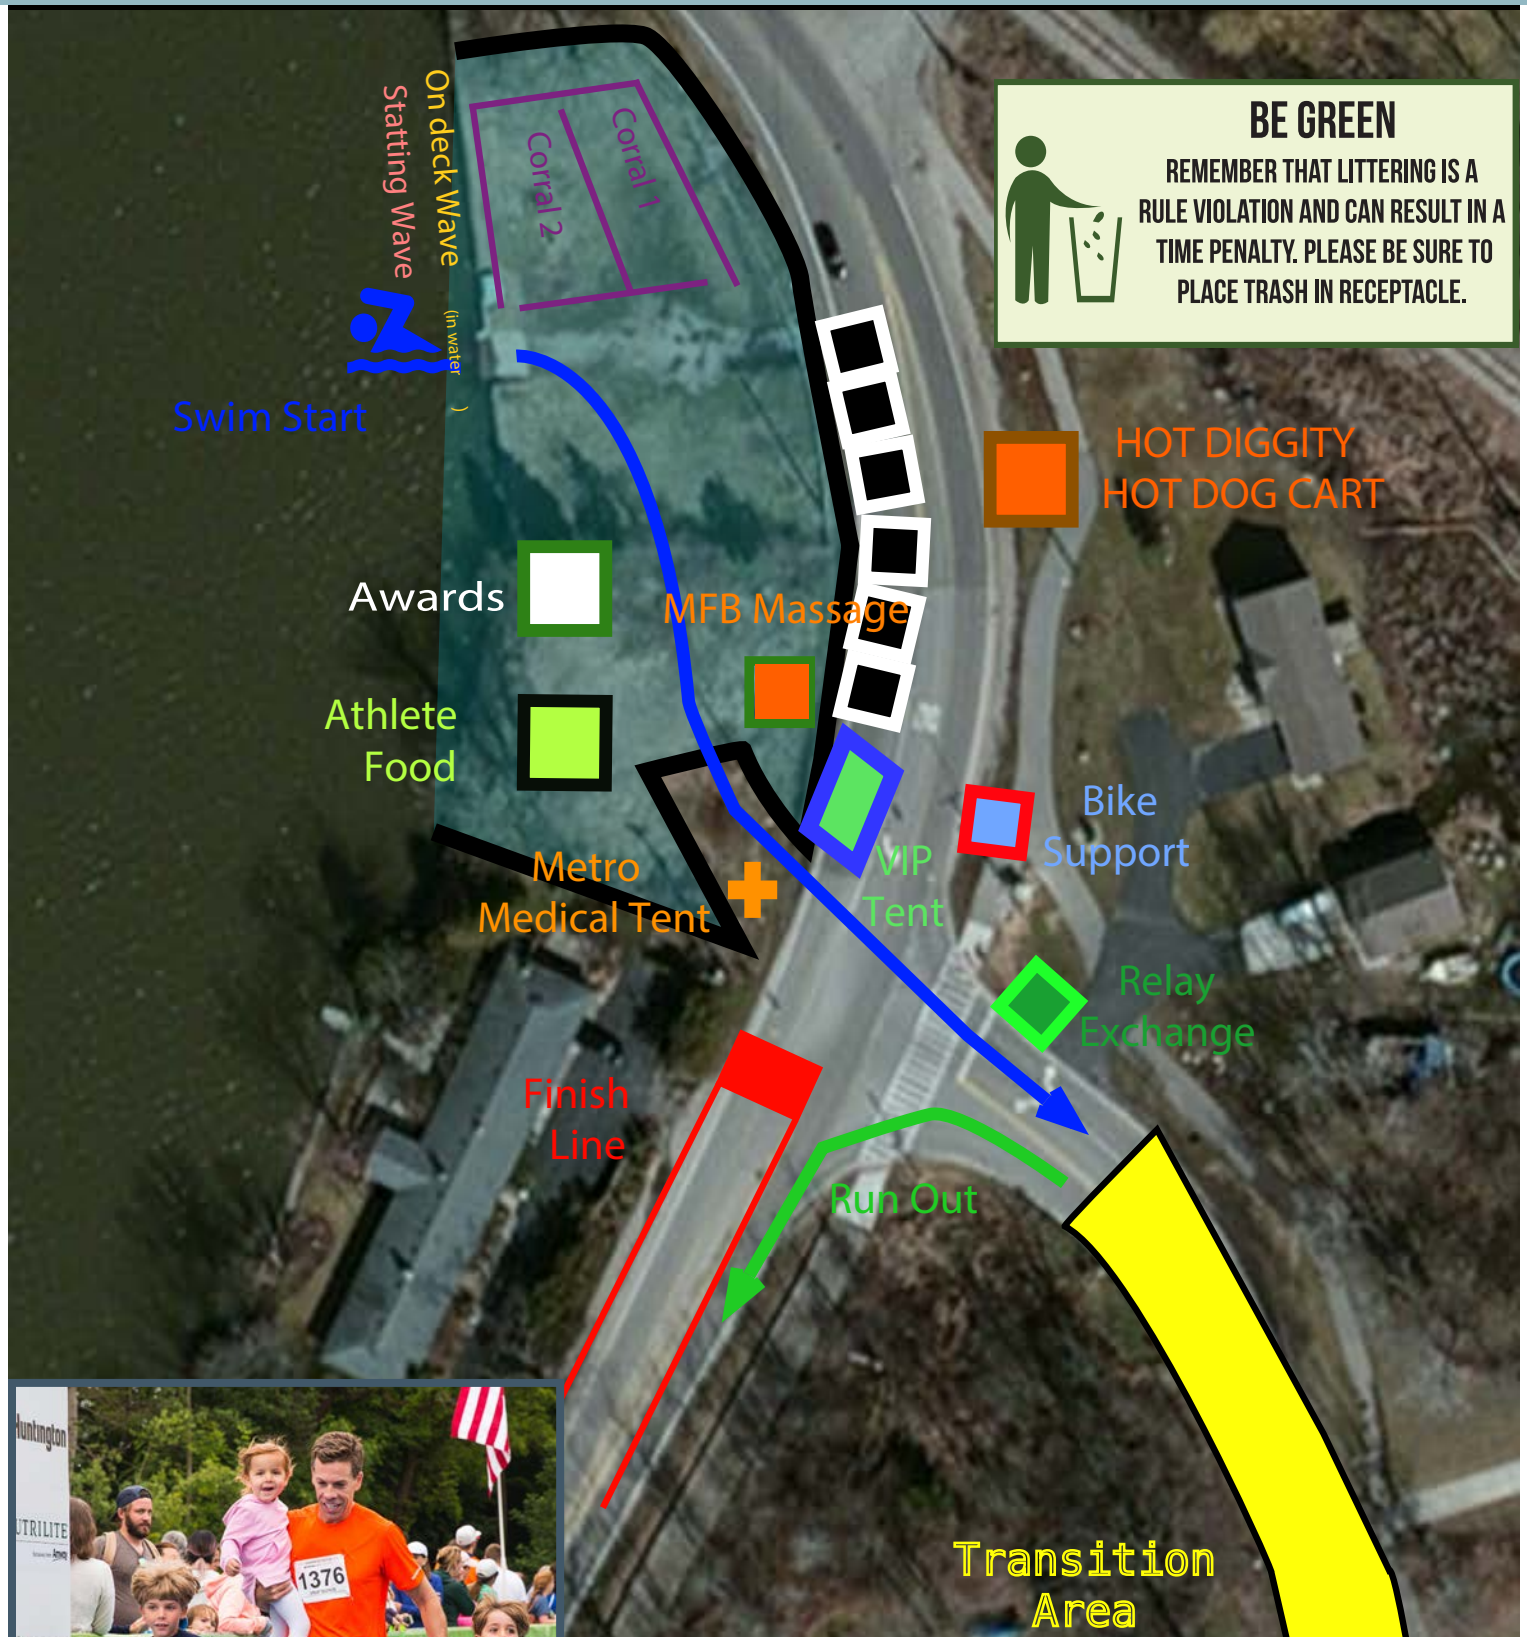 On deck Wave
Statting Wave
(in water )
Corral 1
Corral 2
Swim Start
BE GREEN
REMEMBER THAT LITTERING IS A
RULE VIOLATION AND CAN RESULT IN A
TIME PENALTY. PLEASE BE SURE TO
PLACE TRASH IN RECEPTACLE.
HOT DIGGITY
HOT DOG CART
Awards
MFB Massage
Athlete
Food
Bike
Support
VIP
Tent
Metro
Medical Tent
Relay
Exchange
Finish
Line
Run Out
Transition
Area
Huntington
UTRILITE
1376